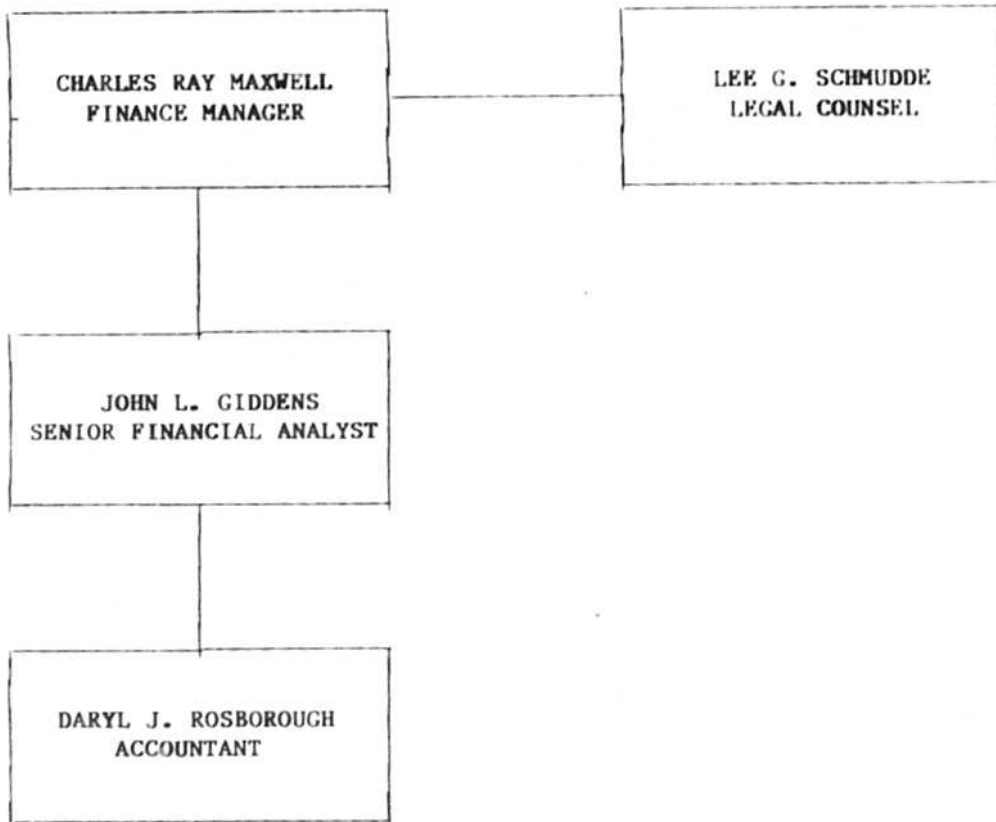 CHARLES RAY MAXWELL
FINANCE MANAGER
LEE G. SCHMUDDE
LEGAL COUNSEL
JOHN L. GIDDENS
SENIOR FINANCIAL ANALYST
DARYL J. ROSBOROUGH
ACCOUNTANT